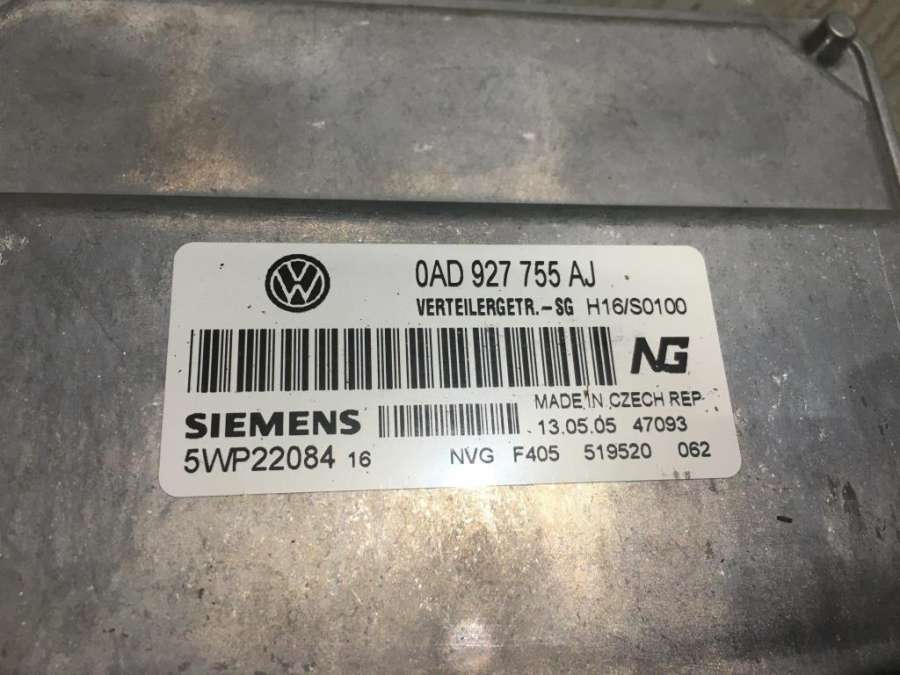 0AD 927 755 AJ
VERTEILERGETR.-SG H16/S0100
NG
MADE IN CZECH REP
SIEMENS 13.05.05 47093
5WP22084 16 NVG F405 519520 062